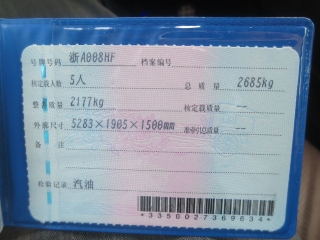 号牌号码 浙A008HF 档案编号
核定载人数 5人 总质量 2685kg
整备质量 2177kg 核定载质量 --
外廓尺寸 5283×1905×1500mm 准牵引总质量 --
备注
检验记录 汽油
*3350027369634*